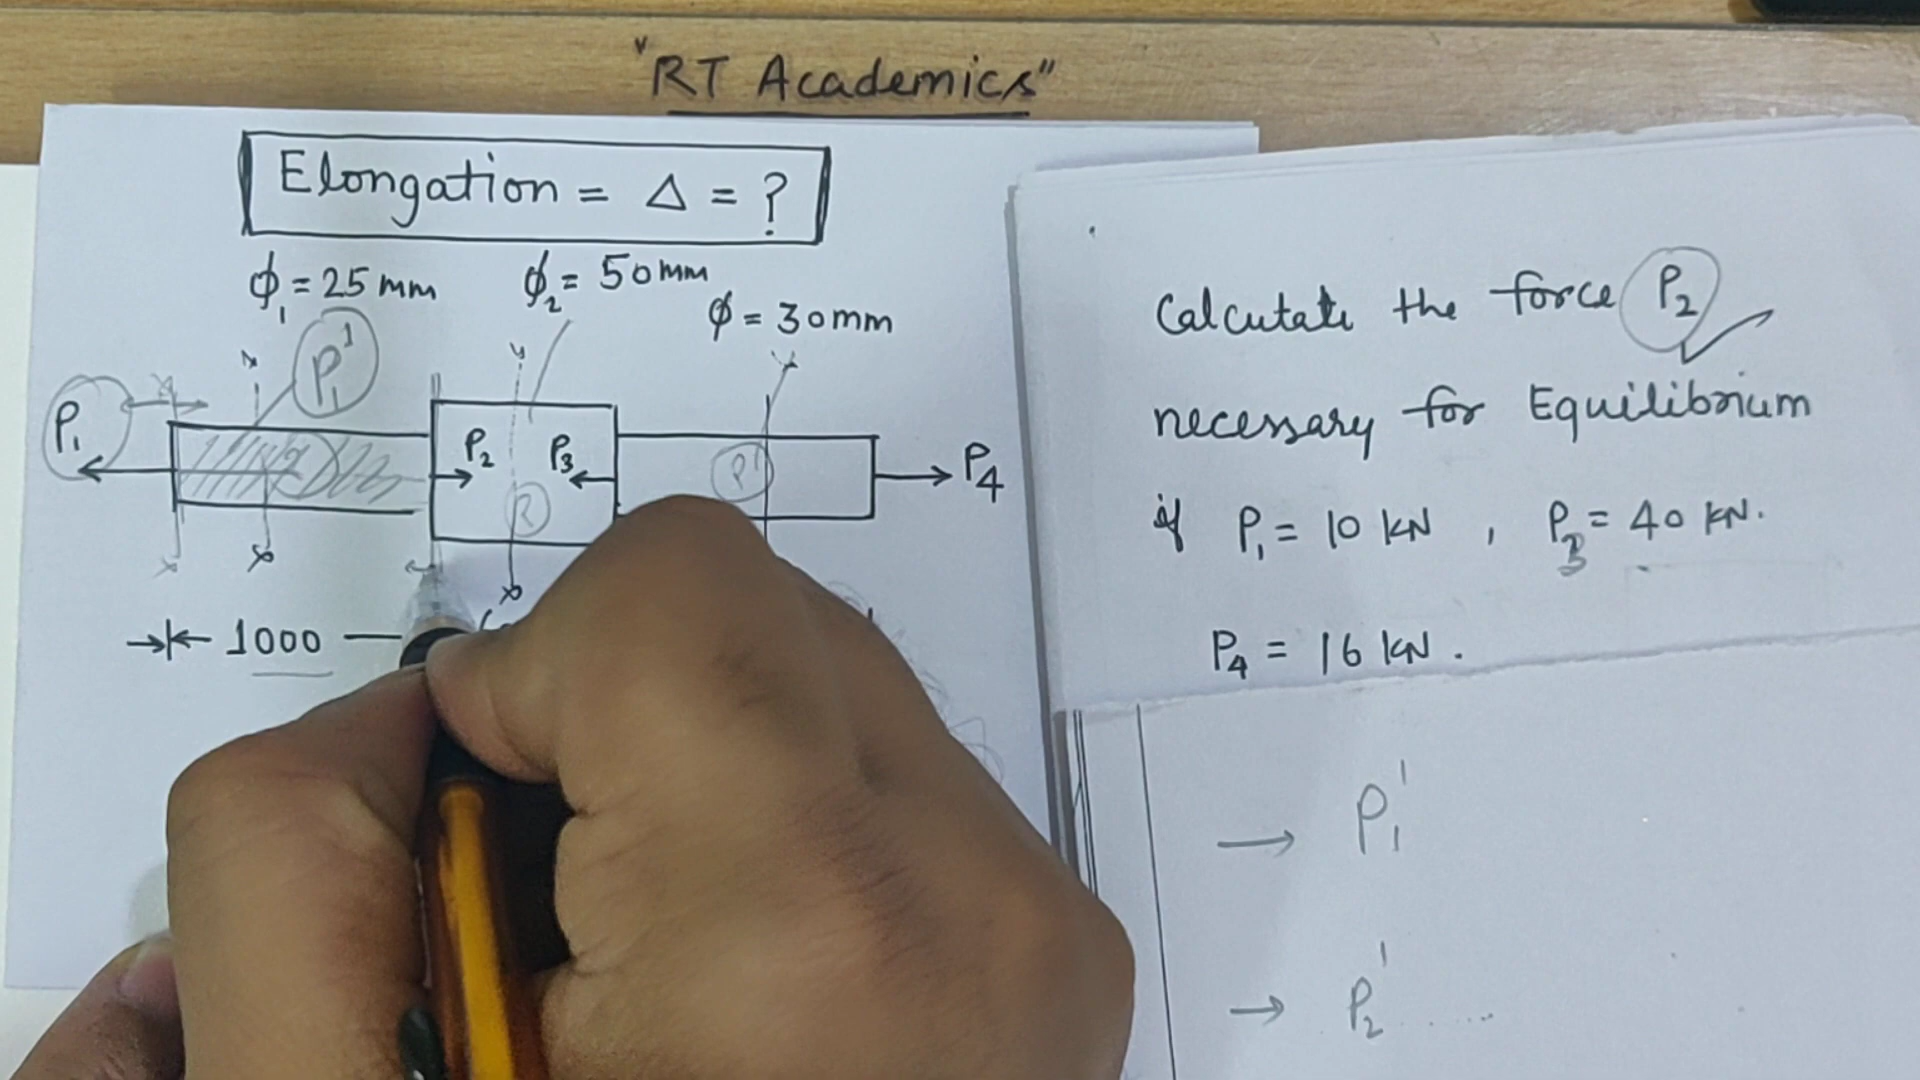 "RT Academics"
Elongation = Δ = ?
ϕ₁ = 25 mm
ϕ₂ = 50 mm
ϕ = 30 mm
P₁'
P₁
P₂
P₃
P'
P₄
1000
Calcutate the force P₂
necessary for Equilibrium
if P₁ = 10 kN , P₃ = 40 kN.
P₄ = 16 kN .
→ P₁'
→ P₂' .....